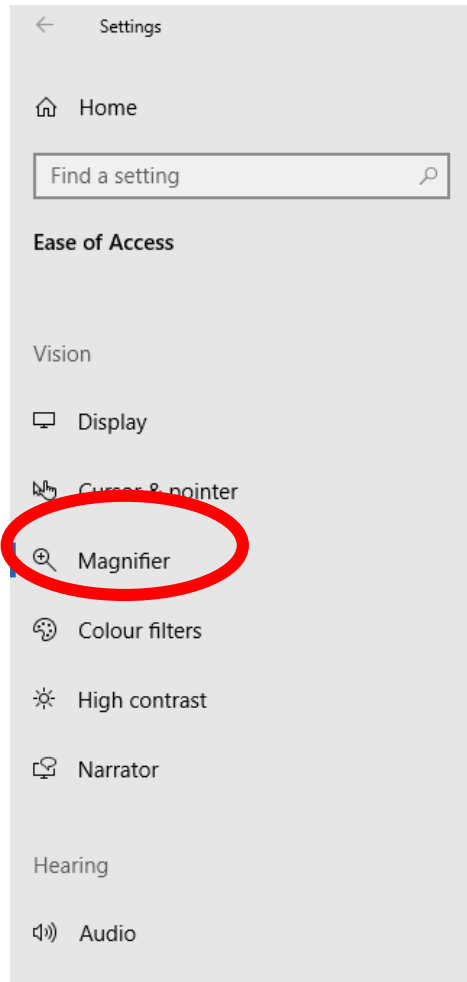 Settings
Home
Find a setting
Ease of Access
Vision
Display
Cursor & pointer
Magnifier
Colour filters
High contrast
Narrator
Hearing
Audio